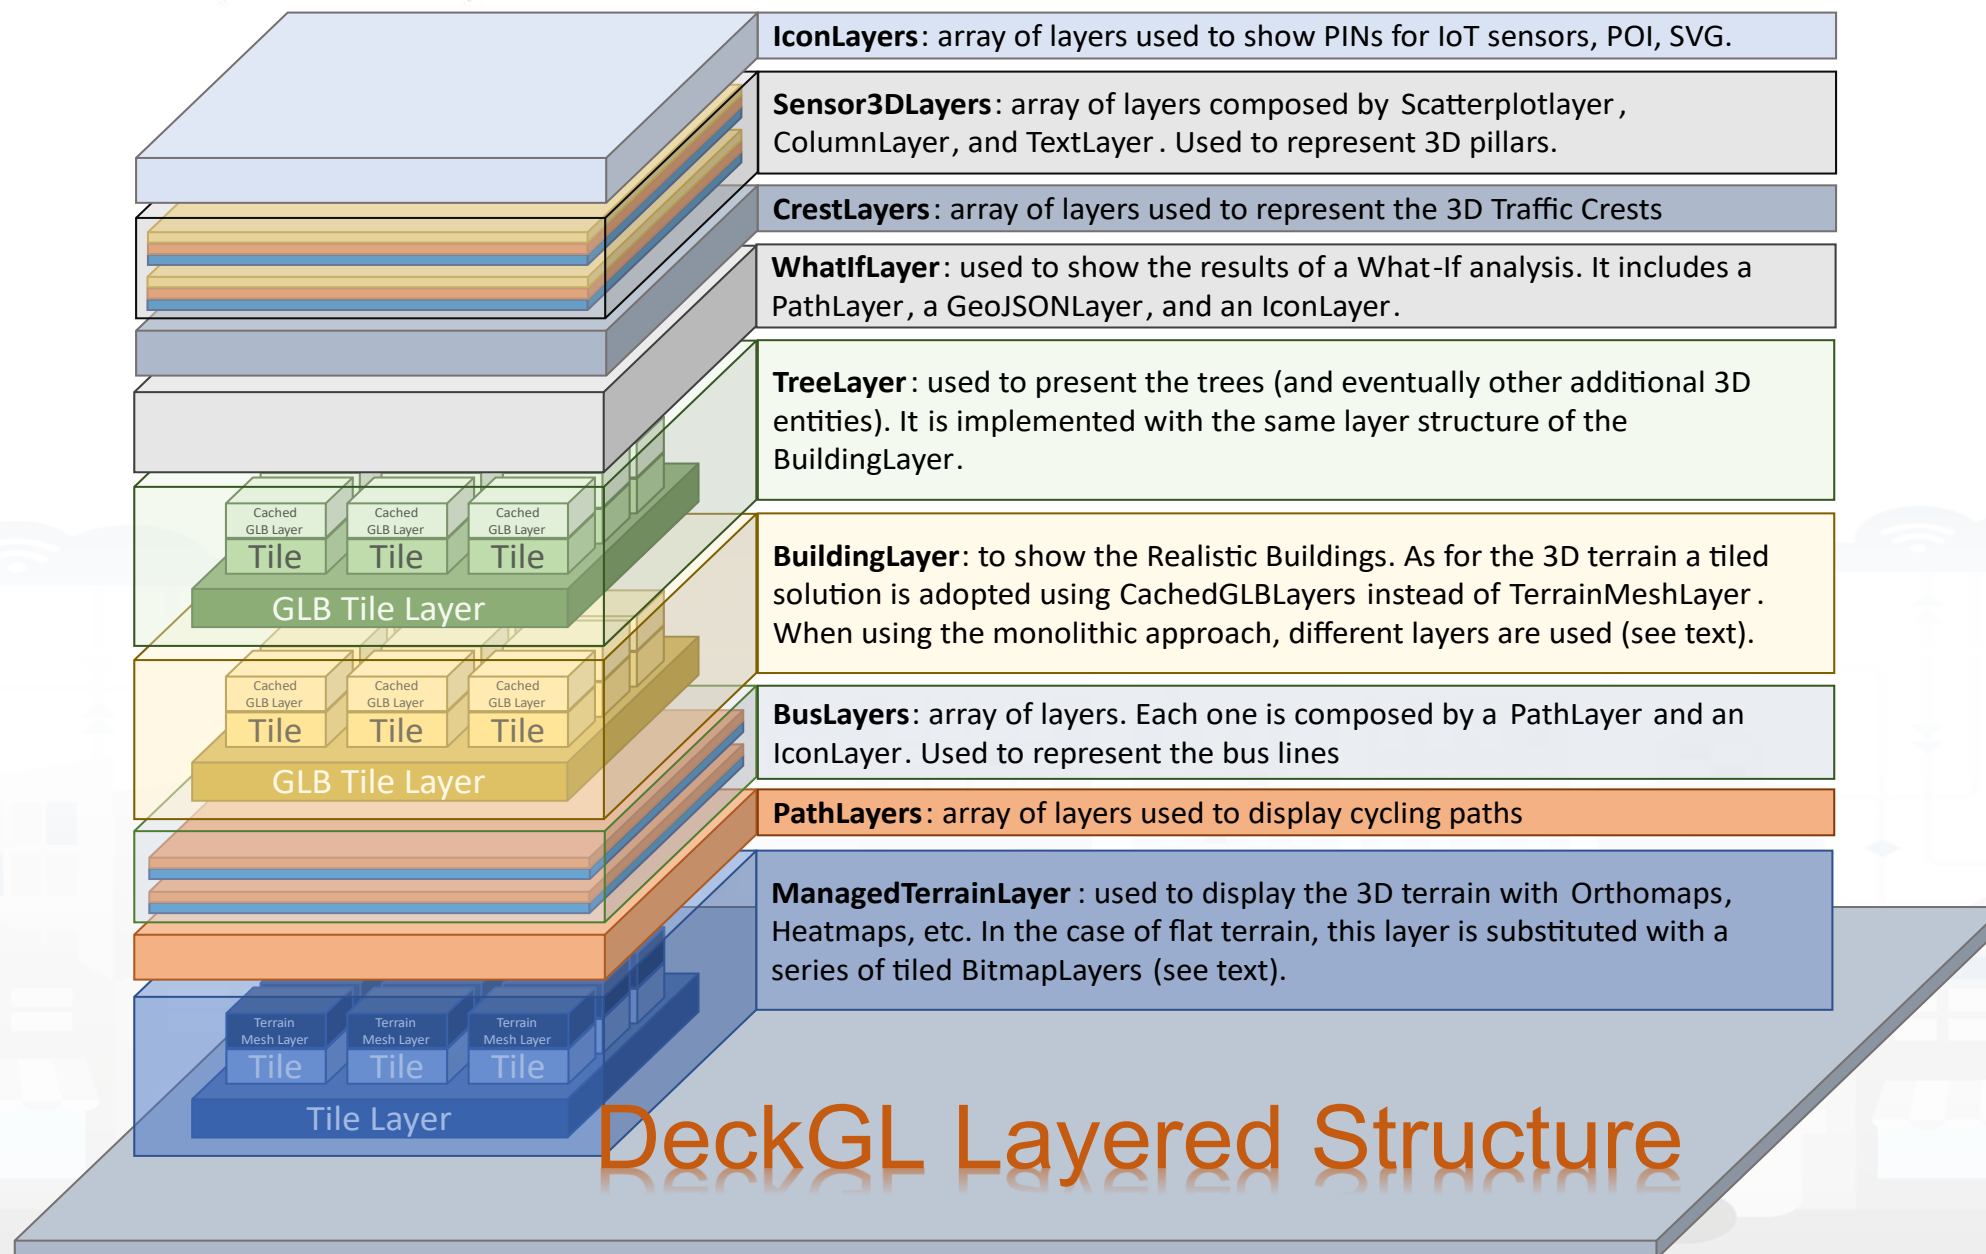 IconLayers: array of layers used to show PINs for IoT sensors, POI, SVG.
Sensor3DLayers: array of layers composed by Scatterplotlayer,
ColumnLayer, and TextLayer. Used to represent 3D pillars.
CrestLayers: array of layers used to represent the 3D Traffic Crests
WhatIfLayer: used to show the results of a What-If analysis. It includes a
PathLayer, a GeoJSONLayer, and an IconLayer.
TreeLayer: used to present the trees (and eventually other additional 3D
entities). It is implemented with the same layer structure of the
BuildingLayer.
Cached
GLB Layer
Tile
Cached
GLB Layer
Tile
Cached
GLB Layer
Tile
GLB Tile Layer
BuildingLayer: to show the Realistic Buildings. As for the 3D terrain a tiled
solution is adopted using CachedGLBLayers instead of TerrainMeshLayer.
When using the monolithic approach, different layers are used (see text).
Cached
GLB Layer
Tile
Cached
GLB Layer
Tile
Cached
GLB Layer
Tile
GLB Tile Layer
BusLayers: array of layers. Each one is composed by a PathLayer and an
IconLayer. Used to represent the bus lines
PathLayers: array of layers used to display cycling paths
ManagedTerrainLayer: used to display the 3D terrain with Orthomaps,
Heatmaps, etc. In the case of flat terrain, this layer is substituted with a
series of tiled BitmapLayers (see text).
Terrain
Mesh Layer
Tile
Terrain
Mesh Layer
Tile
Terrain
Mesh Layer
Tile
Tile Layer
DeckGL Layered Structure